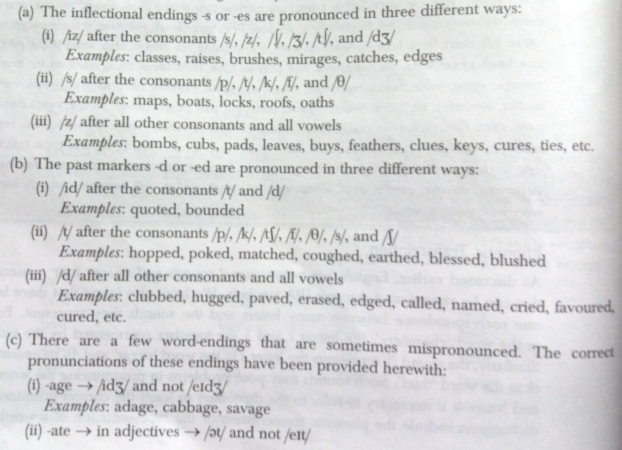 (a) The inflectional endings -s or -es are pronounced in three different ways:
(i) /iz/ after the consonants /s/, /z/, /ʃ/, /ʒ/, /tʃ/, and /dʒ/
Examples: classes, raises, brushes, mirages, catches, edges
(ii) /s/ after the consonants /p/, /t/, /k/, /f/, and /θ/
Examples: maps, boats, locks, roofs, oaths
(iii) /z/ after all other consonants and all vowels
Examples: bombs, cubs, pads, leaves, buys, feathers, clues, keys, cures, ties, etc.
(b) The past markers -d or -ed are pronounced in three different ways:
(i) /id/ after the consonants /t/ and /d/
Examples: quoted, bounded
(ii) /t/ after the consonants /p/, /k/, /tʃ/, /f/, /θ/, /s/, and /ʃ/
Examples: hopped, poked, matched, coughed, earthed, blessed, blushed
(iii) /d/ after all other consonants and all vowels
Examples: clubbed, hugged, paved, erased, edged, called, named, cried, favoured,
cured, etc.
(c) There are a few word-endings that are sometimes mispronounced. The correct
pronunciations of these endings have been provided herewith:
(i) -age → /idʒ/ and not /eɪdʒ/
Examples: adage, cabbage, savage
(ii) -ate → in adjectives → /ət/ and not /eɪt/